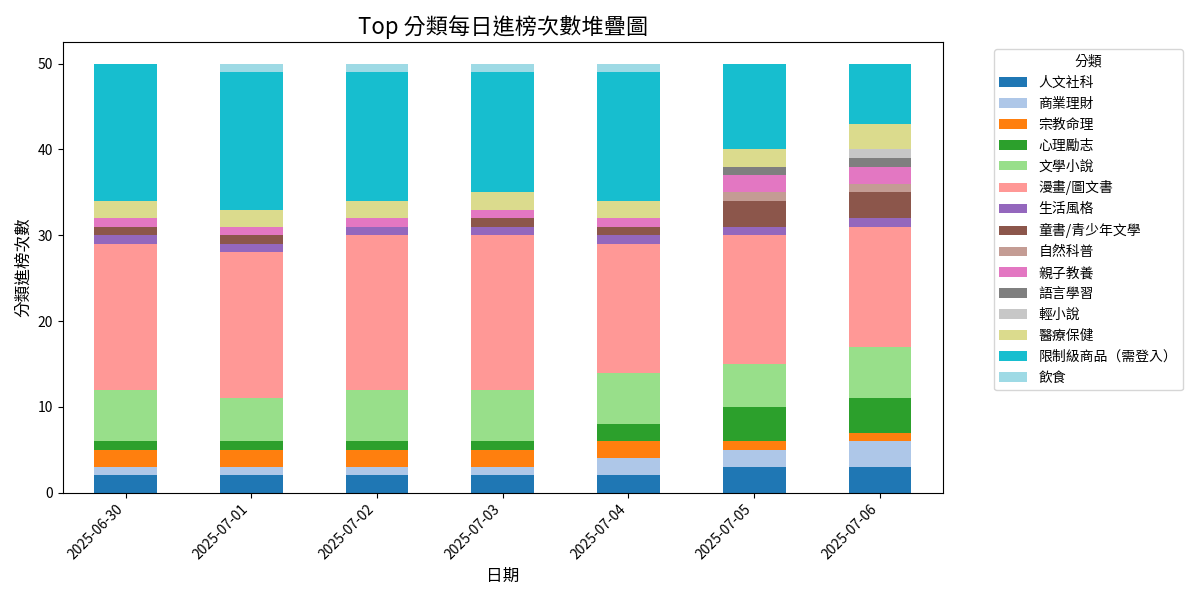 Top 分類每日進榜次數堆疊圖
分類進榜次數
50
40
30
20
10
0
2025-06-30
2025-07-01
2025-07-02
2025-07-03
2025-07-04
2025-07-05
2025-07-06
日期
分類
人文社科
商業理財
宗教命理
心理勵志
文學小說
漫畫/圖文書
生活風格
童書/青少年文學
自然科普
親子教養
語言學習
輕小說
醫療保健
限制級商品（需登入）
飲食